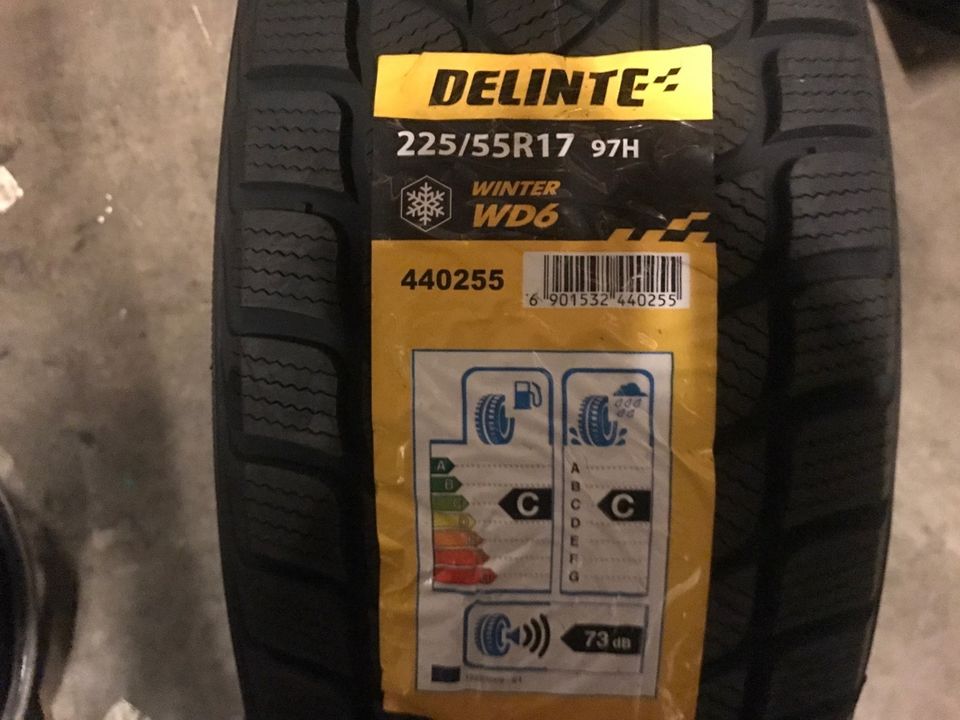 DELINTE
225/55R17 97H
WINTER
WD6
440255
6 901532 440255
A
B
C
C
A
B
C
D
E
F
G
C
73 dB